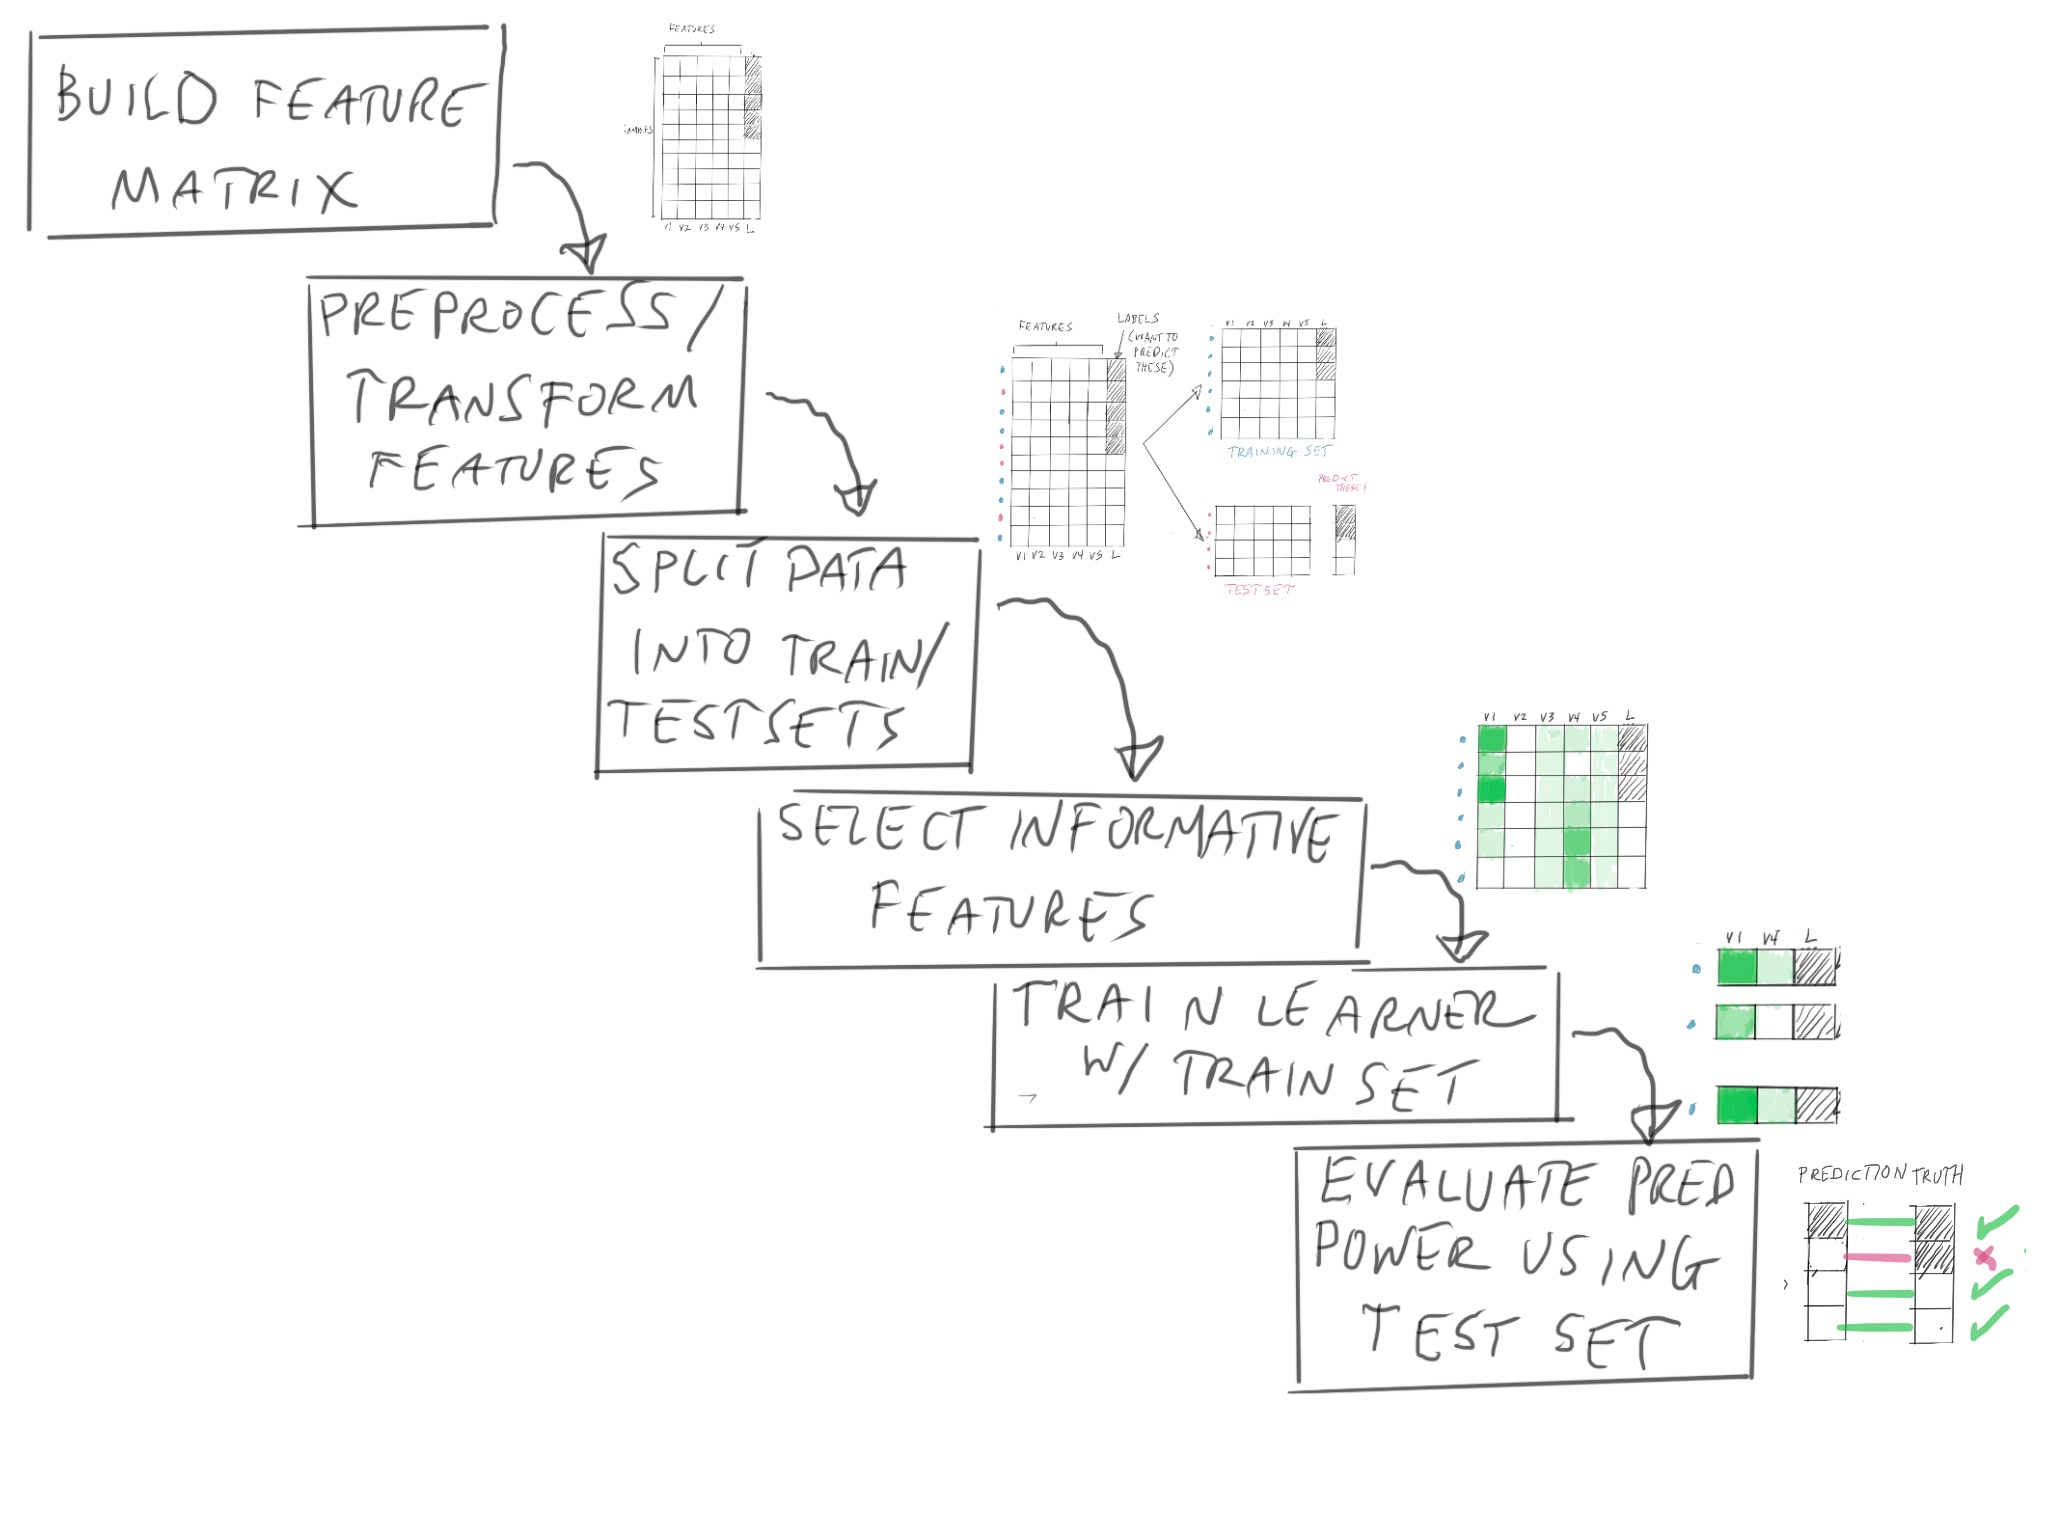 BUILD FEATURE
MATRIX
FEATURES
V1 V2 V3 V4 V5 L
PREPROCESS/
TRANSFORM
FEATURES
FEATURES
LABELS
(WANT TO
PREDICT
THESE)
V1 V2 V3 V4 V5 L
V1 V2 V3 V4 V5 L
TRAINING SET
PREDICT
THESE!
TEST SET
SPLIT DATA
INTO TRAIN/
TEST SETS
SELECT INFORMATIVE
FEATURES
V1 V2 V3 V4 V5 L
TRAIN LEARNER
W/ TRAIN SET
V1 V4 L
EVALUATE PRED
POWER USING
TEST SET
PREDICTION TRUTH